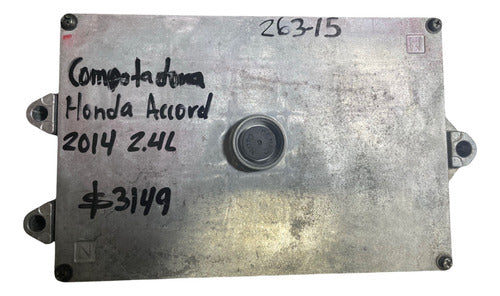 263-15
Computadora
Honda Accord
2014 2.4L
$3149
N